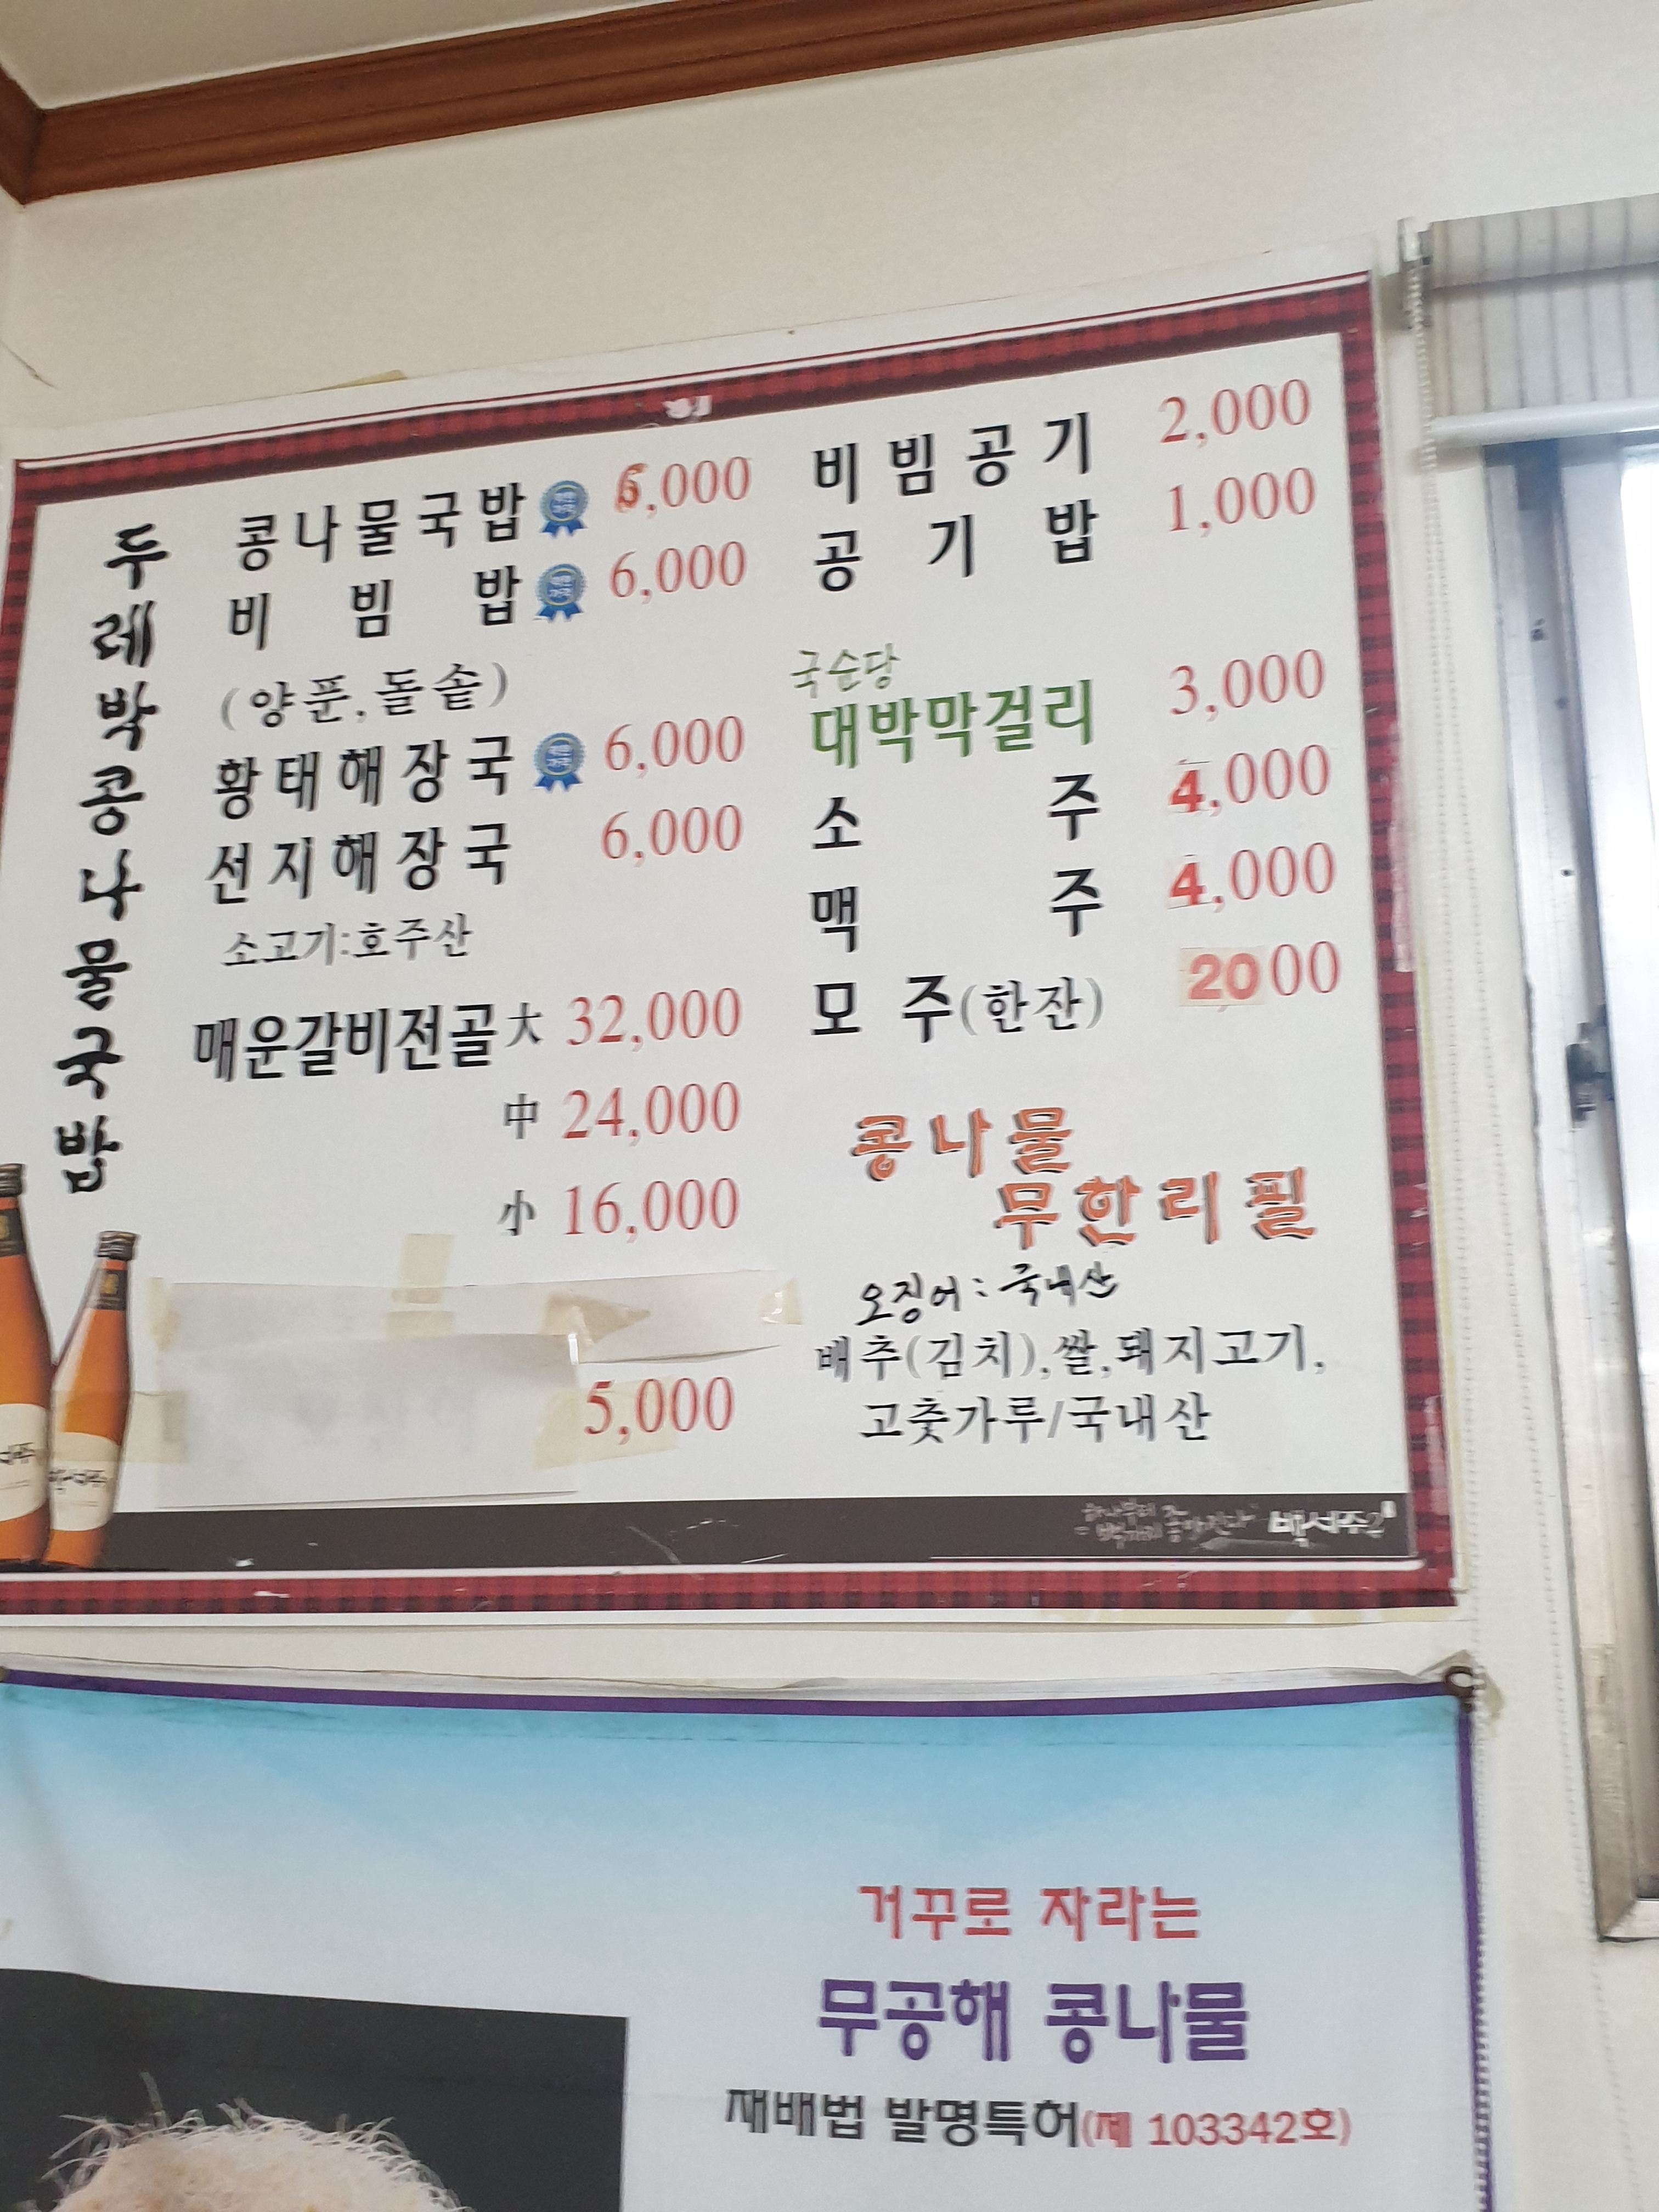 두레박콩나물국밥
콩나물국밥 6,000
비빔밥 6,000
(양푼,돌솥)
황태해장국 6,000
선지해장국 6,000
소고기:호주산
매운갈비전골 大 32,000
中 24,000
小 16,000
5,000
비빔공기 2,000
공기밥 1,000
국순당
대박막걸리 3,000
소주 4,000
맥주 4,000
모주(한잔) 2000
콩나물
무한리필
오징어:국내산
배추(김치),쌀,돼지고기,
고춧가루/국내산
백세주
거꾸로 자라는
무공해 콩나물
재배법 발명특허(제 103342호)